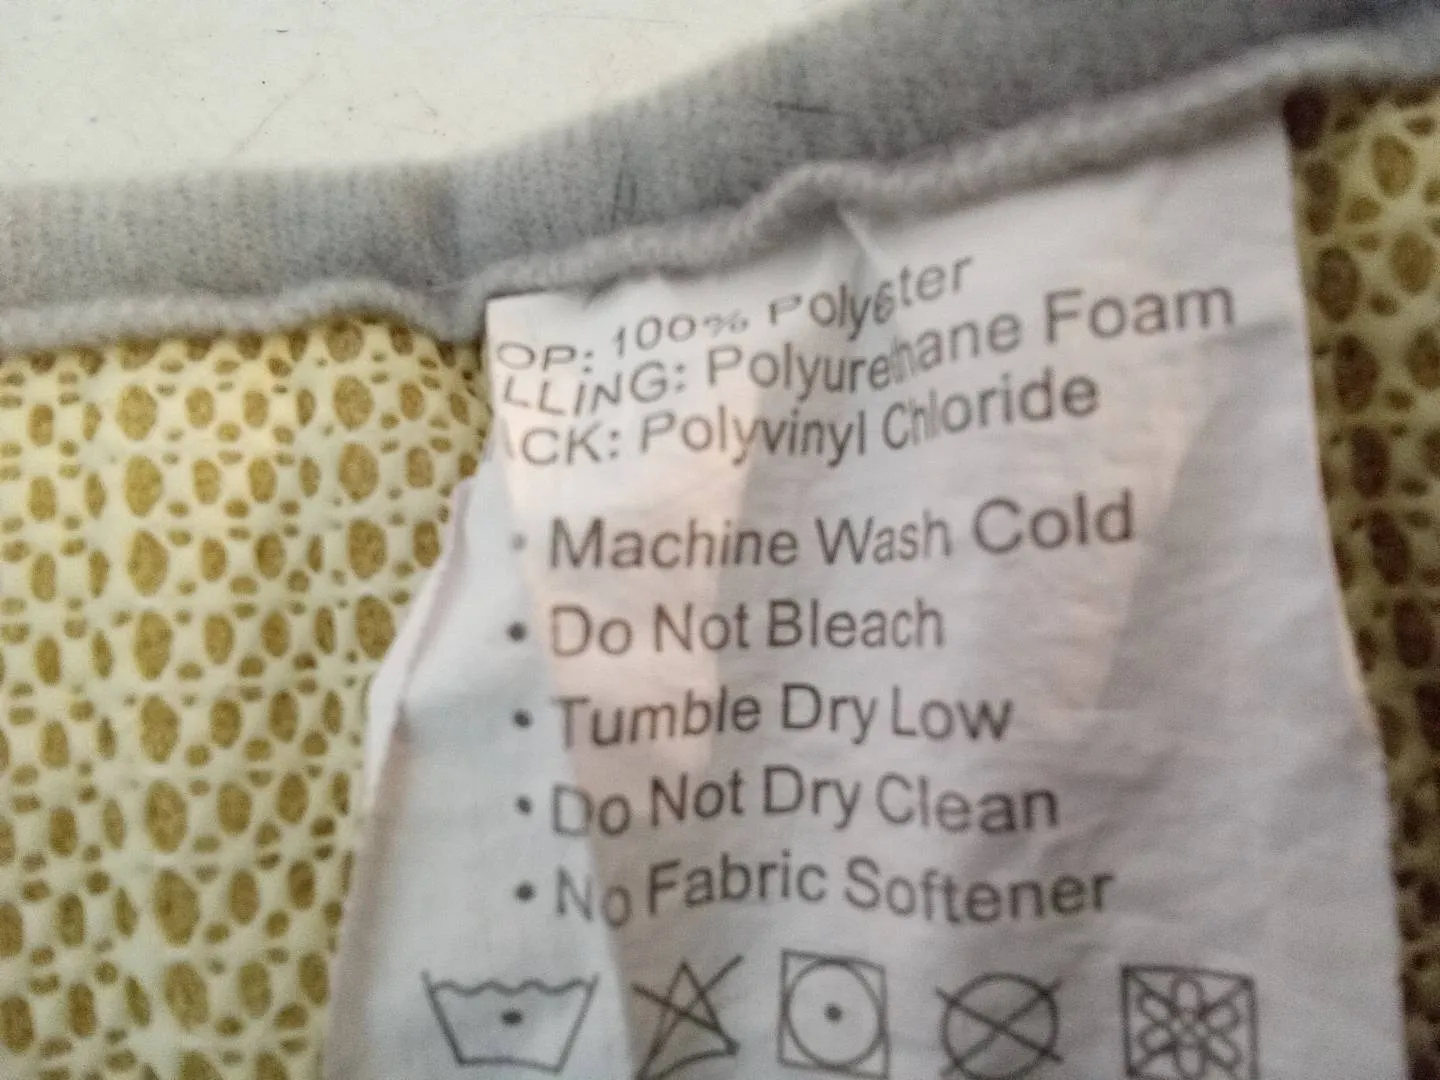 OP: 100% Polyester
LLING: Polyurethane Foam
ACK: Polyvinyl Chloride
• Machine Wash Cold
• Do Not Bleach
• Tumble Dry Low
• Do Not Dry Clean
• No Fabric Softener